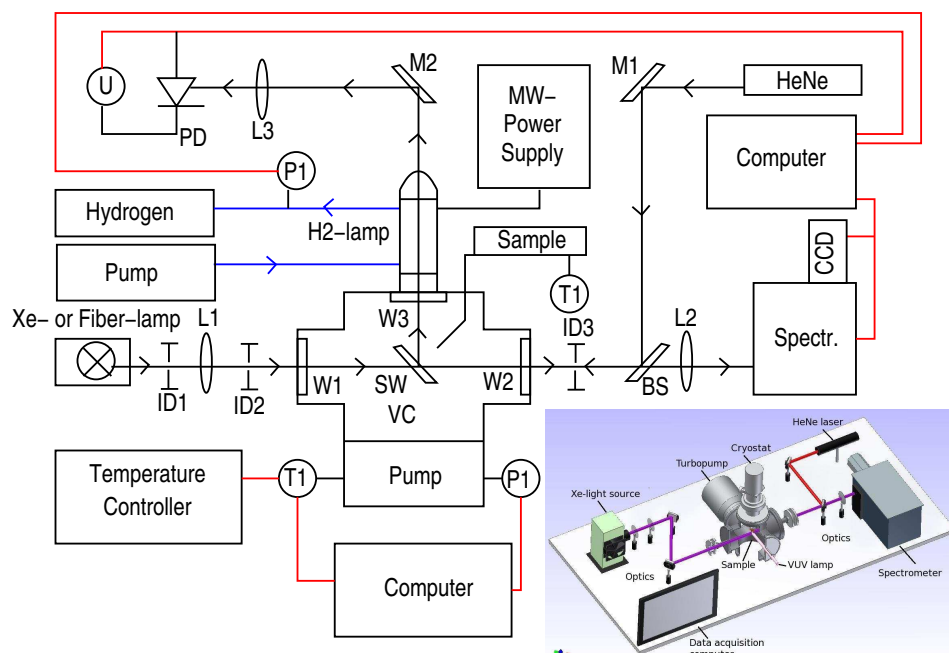 M2
M1
HeNe
U
PD
L3
MW-
Power
Supply
Computer
P1
Hydrogen
H2-lamp
Sample
CCD
Pump
T1
Xe- or Fiber-lamp
L1
W3
ID3
L2
Spectr.
ID1
ID2
W1
SW
VC
W2
BS
Temperature
Controller
T1
Pump
P1
Computer
HeNe laser
Cryostat
Turbopump
Xe-light source
Optics
Optics
Sample
VUV lamp
Spectrometer
Data acquisition
computer